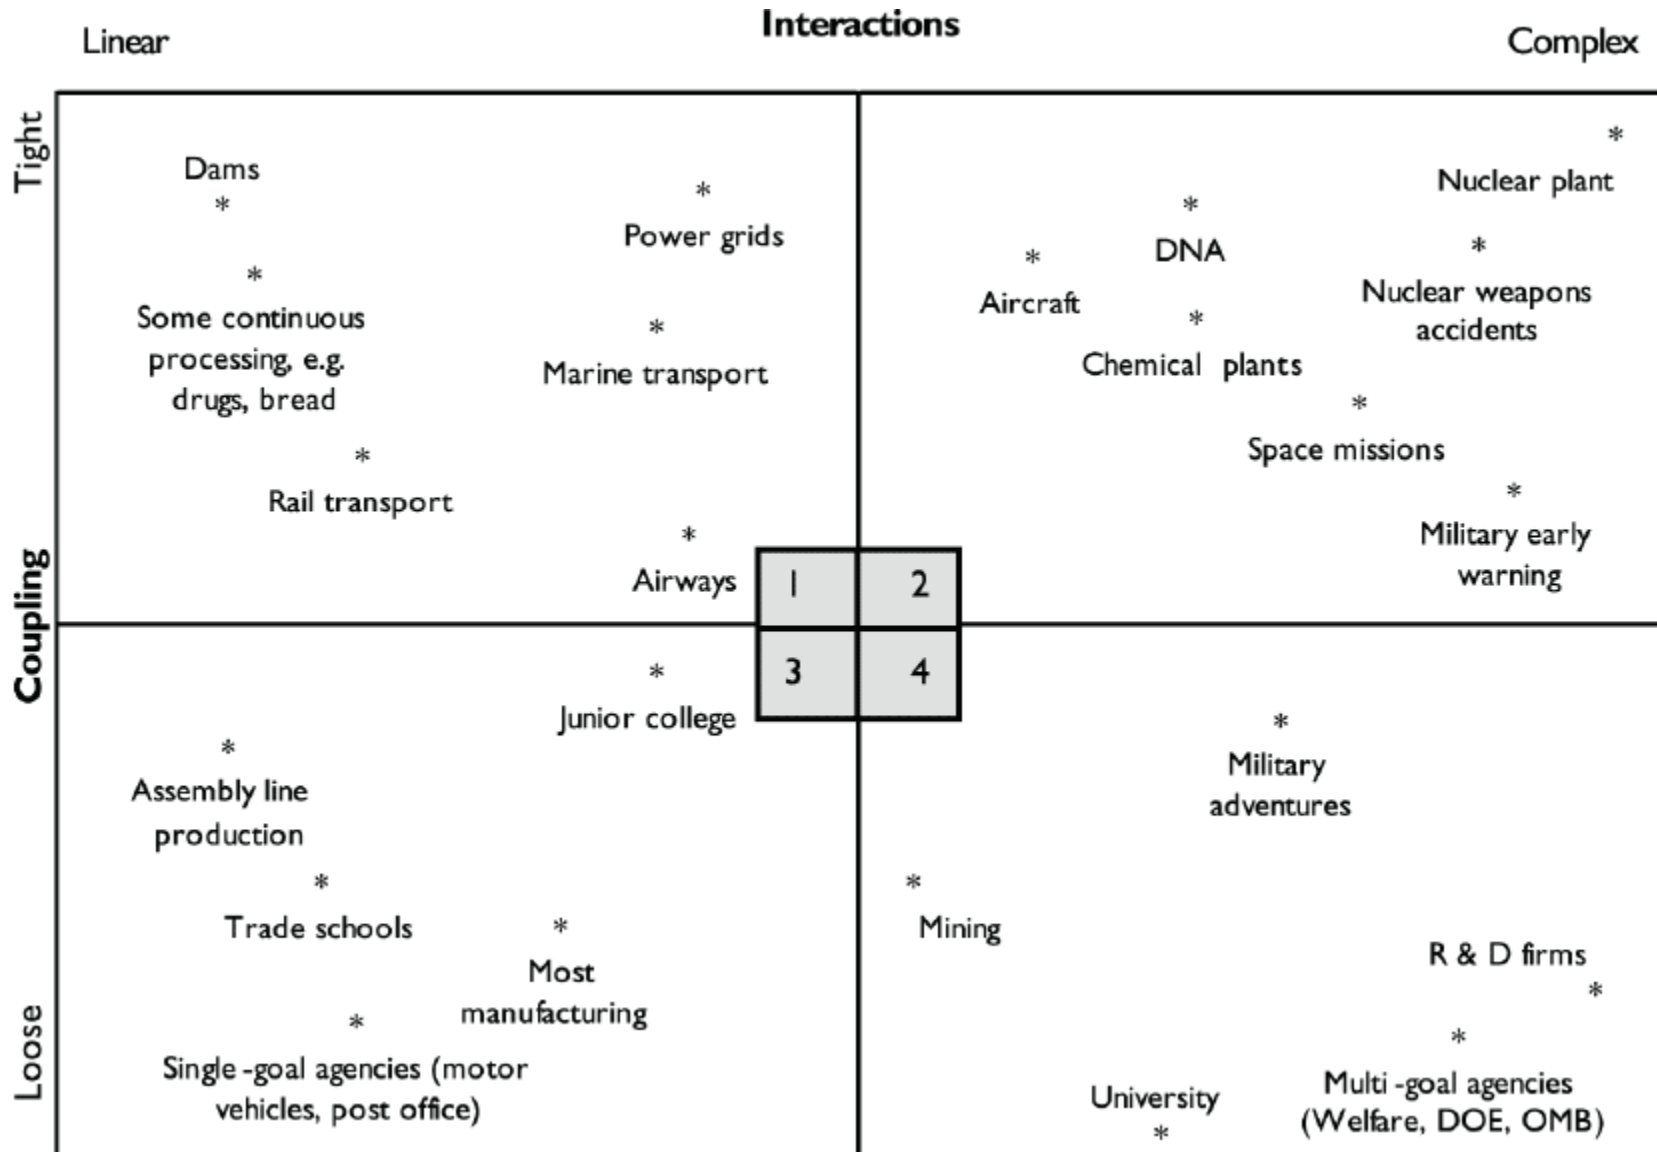 Interactions
Linear
Complex
Tight
Coupling
Loose
Dams
*
*
Power grids
*
Some continuous
processing, e.g.
drugs, bread
*
Marine transport
*
Rail transport
*
Airways
*
Nuclear plant
*
DNA
*
Aircraft
*
Nuclear weapons
accidents
*
Chemical plants
*
Space missions
*
Military early
warning
1
2
3
4
*
Junior college
*
Assembly line
production
*
Trade schools
*
Most
manufacturing
*
Single-goal agencies (motor
vehicles, post office)
*
Military
adventures
*
Mining
R & D firms
*
*
Multi-goal agencies
(Welfare, DOE, OMB)
University
*